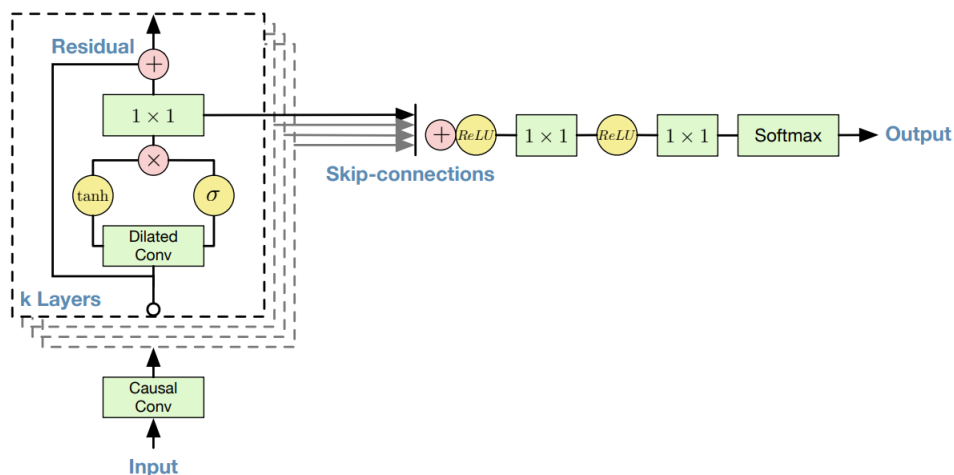 Residual
+
1 × 1
×
tanh
σ
Dilated
Conv
k Layers
Causal
Conv
Input
Skip-connections
+
ReLU
1 × 1
ReLU
1 × 1
Softmax
Output